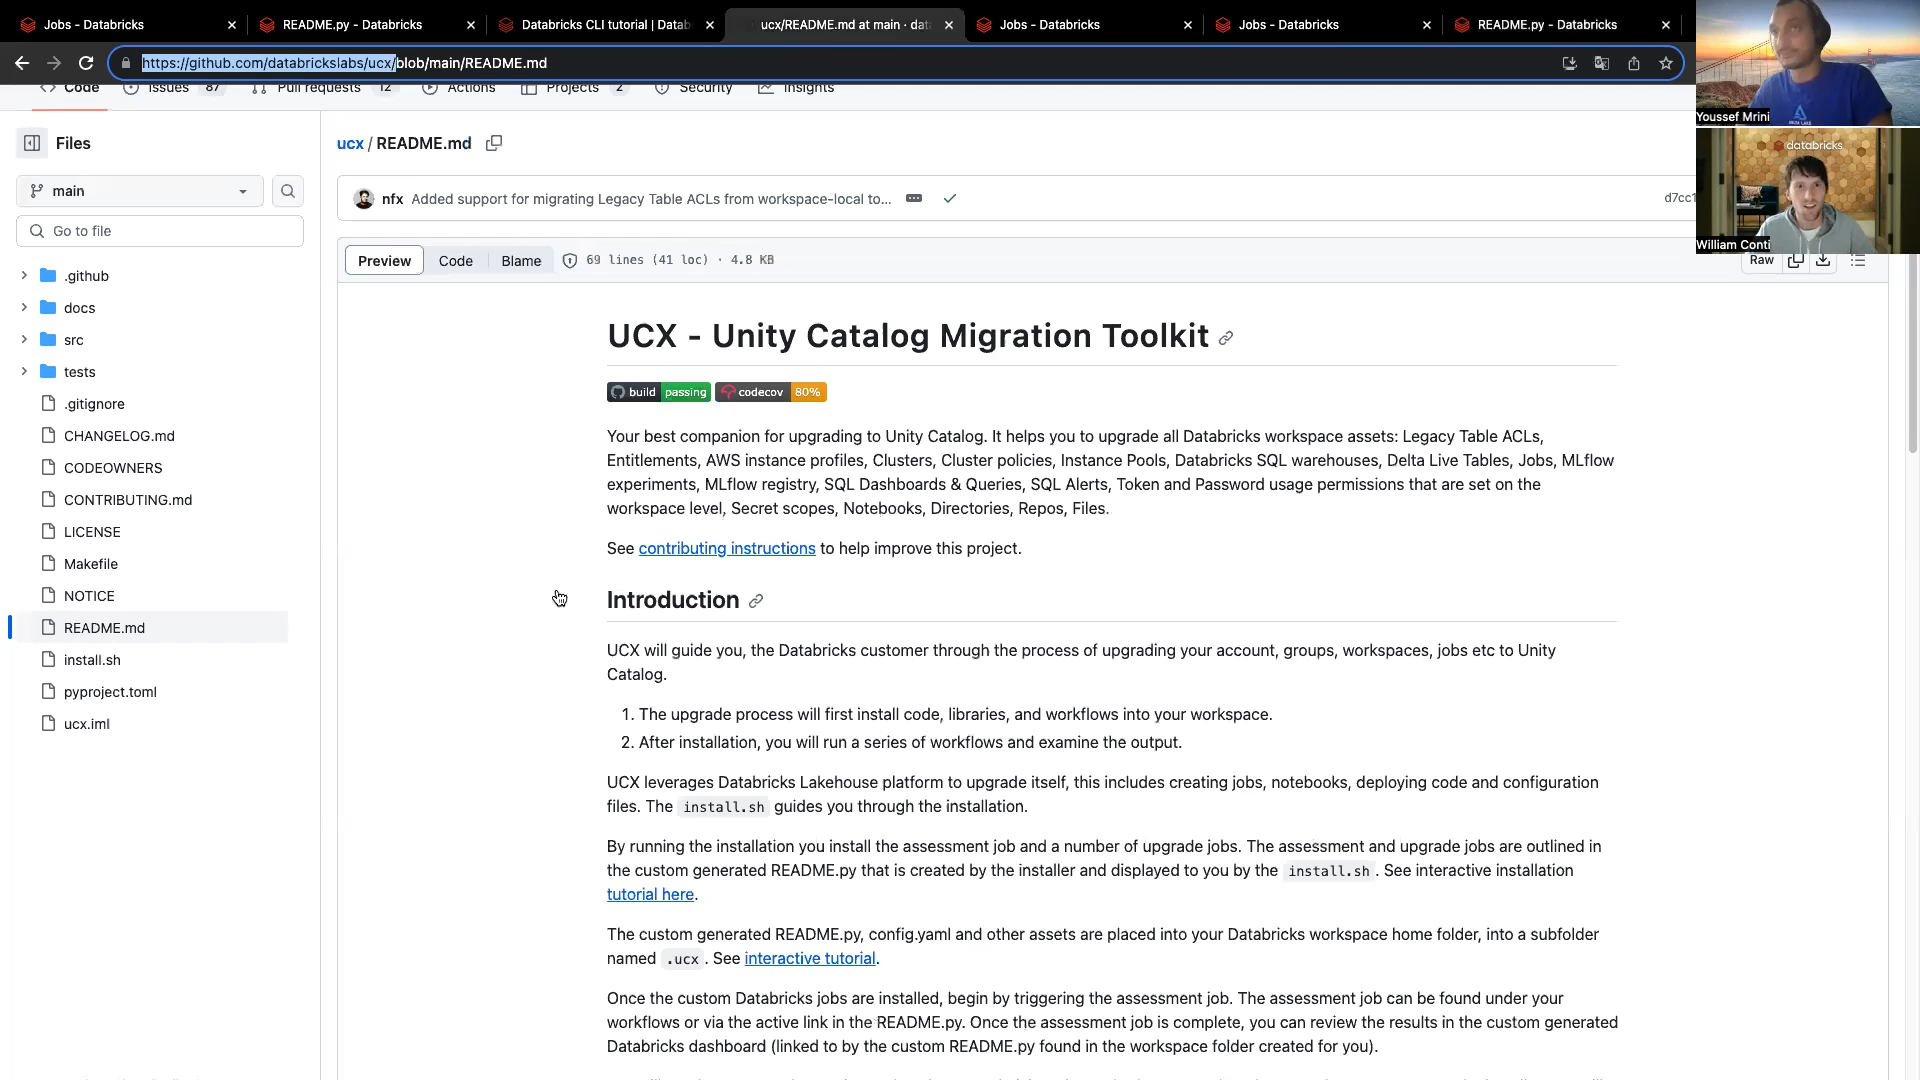 Jobs - Databricks
README.py - Databricks
Databricks CLI tutorial | Datab
ucx/README.md at main · dat
Jobs - Databricks
Jobs - Databricks
README.py - Databricks
https://github.com/databrickslabs/ucx/blob/main/README.md
Code Issues 87 Pull requests 12 Actions Projects 2 Security Insights
Youssef Mrini
databricks
William Conti
Files
main
Go to file
.github
docs
src
tests
.gitignore
CHANGELOG.md
CODEOWNERS
CONTRIBUTING.md
LICENSE
Makefile
NOTICE
README.md
install.sh
pyproject.toml
ucx.iml
ucx / README.md
nfx Added support for migrating Legacy Table ACLs from workspace-local to... d7cc1
Preview Code Blame 69 lines (41 loc) · 4.8 KB Raw
UCX - Unity Catalog Migration Toolkit
build passing codecov 80%
Your best companion for upgrading to Unity Catalog. It helps you to upgrade all Databricks workspace assets: Legacy Table ACLs,
Entitlements, AWS instance profiles, Clusters, Cluster policies, Instance Pools, Databricks SQL warehouses, Delta Live Tables, Jobs, MLflow
experiments, MLflow registry, SQL Dashboards & Queries, SQL Alerts, Token and Password usage permissions that are set on the
workspace level, Secret scopes, Notebooks, Directories, Repos, Files.
See contributing instructions to help improve this project.
Introduction
UCX will guide you, the Databricks customer through the process of upgrading your account, groups, workspaces, jobs etc to Unity
Catalog.
1. The upgrade process will first install code, libraries, and workflows into your workspace.
2. After installation, you will run a series of workflows and examine the output.
UCX leverages Databricks Lakehouse platform to upgrade itself, this includes creating jobs, notebooks, deploying code and configuration
files. The install.sh guides you through the installation.
By running the installation you install the assessment job and a number of upgrade jobs. The assessment and upgrade jobs are outlined in
the custom generated README.py that is created by the installer and displayed to you by the install.sh . See interactive installation
tutorial here.
The custom generated README.py, config.yaml and other assets are placed into your Databricks workspace home folder, into a subfolder
named .ucx . See interactive tutorial.
Once the custom Databricks jobs are installed, begin by triggering the assessment job. The assessment job can be found under your
workflows or via the active link in the README.py. Once the assessment job is complete, you can review the results in the custom generated
Databricks dashboard (linked to by the custom README.py found in the workspace folder created for you).